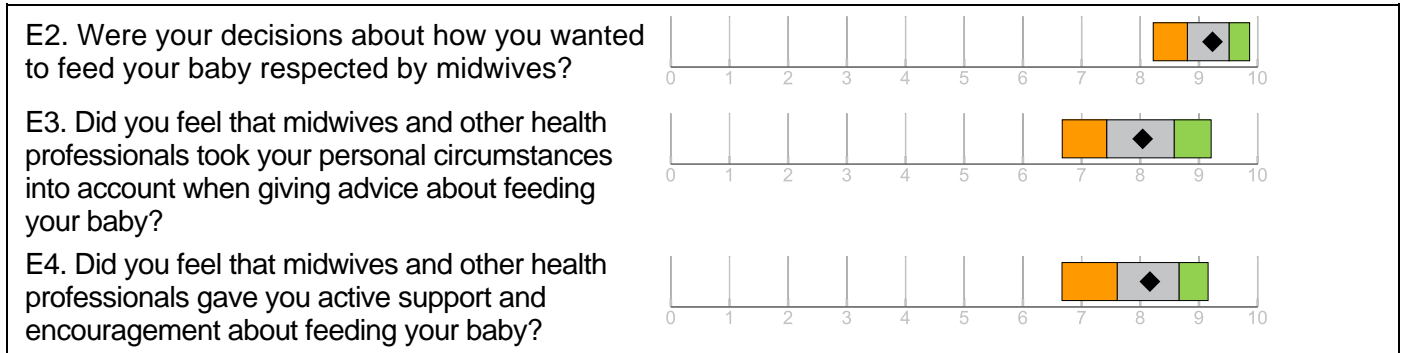 E2. Were your decisions about how you wanted
to feed your baby respected by midwives?
0 1 2 3 4 5 6 7 8 9 10
E3. Did you feel that midwives and other health
professionals took your personal circumstances
into account when giving advice about feeding
your baby?
0 1 2 3 4 5 6 7 8 9 10
E4. Did you feel that midwives and other health
professionals gave you active support and
encouragement about feeding your baby?
0 1 2 3 4 5 6 7 8 9 10